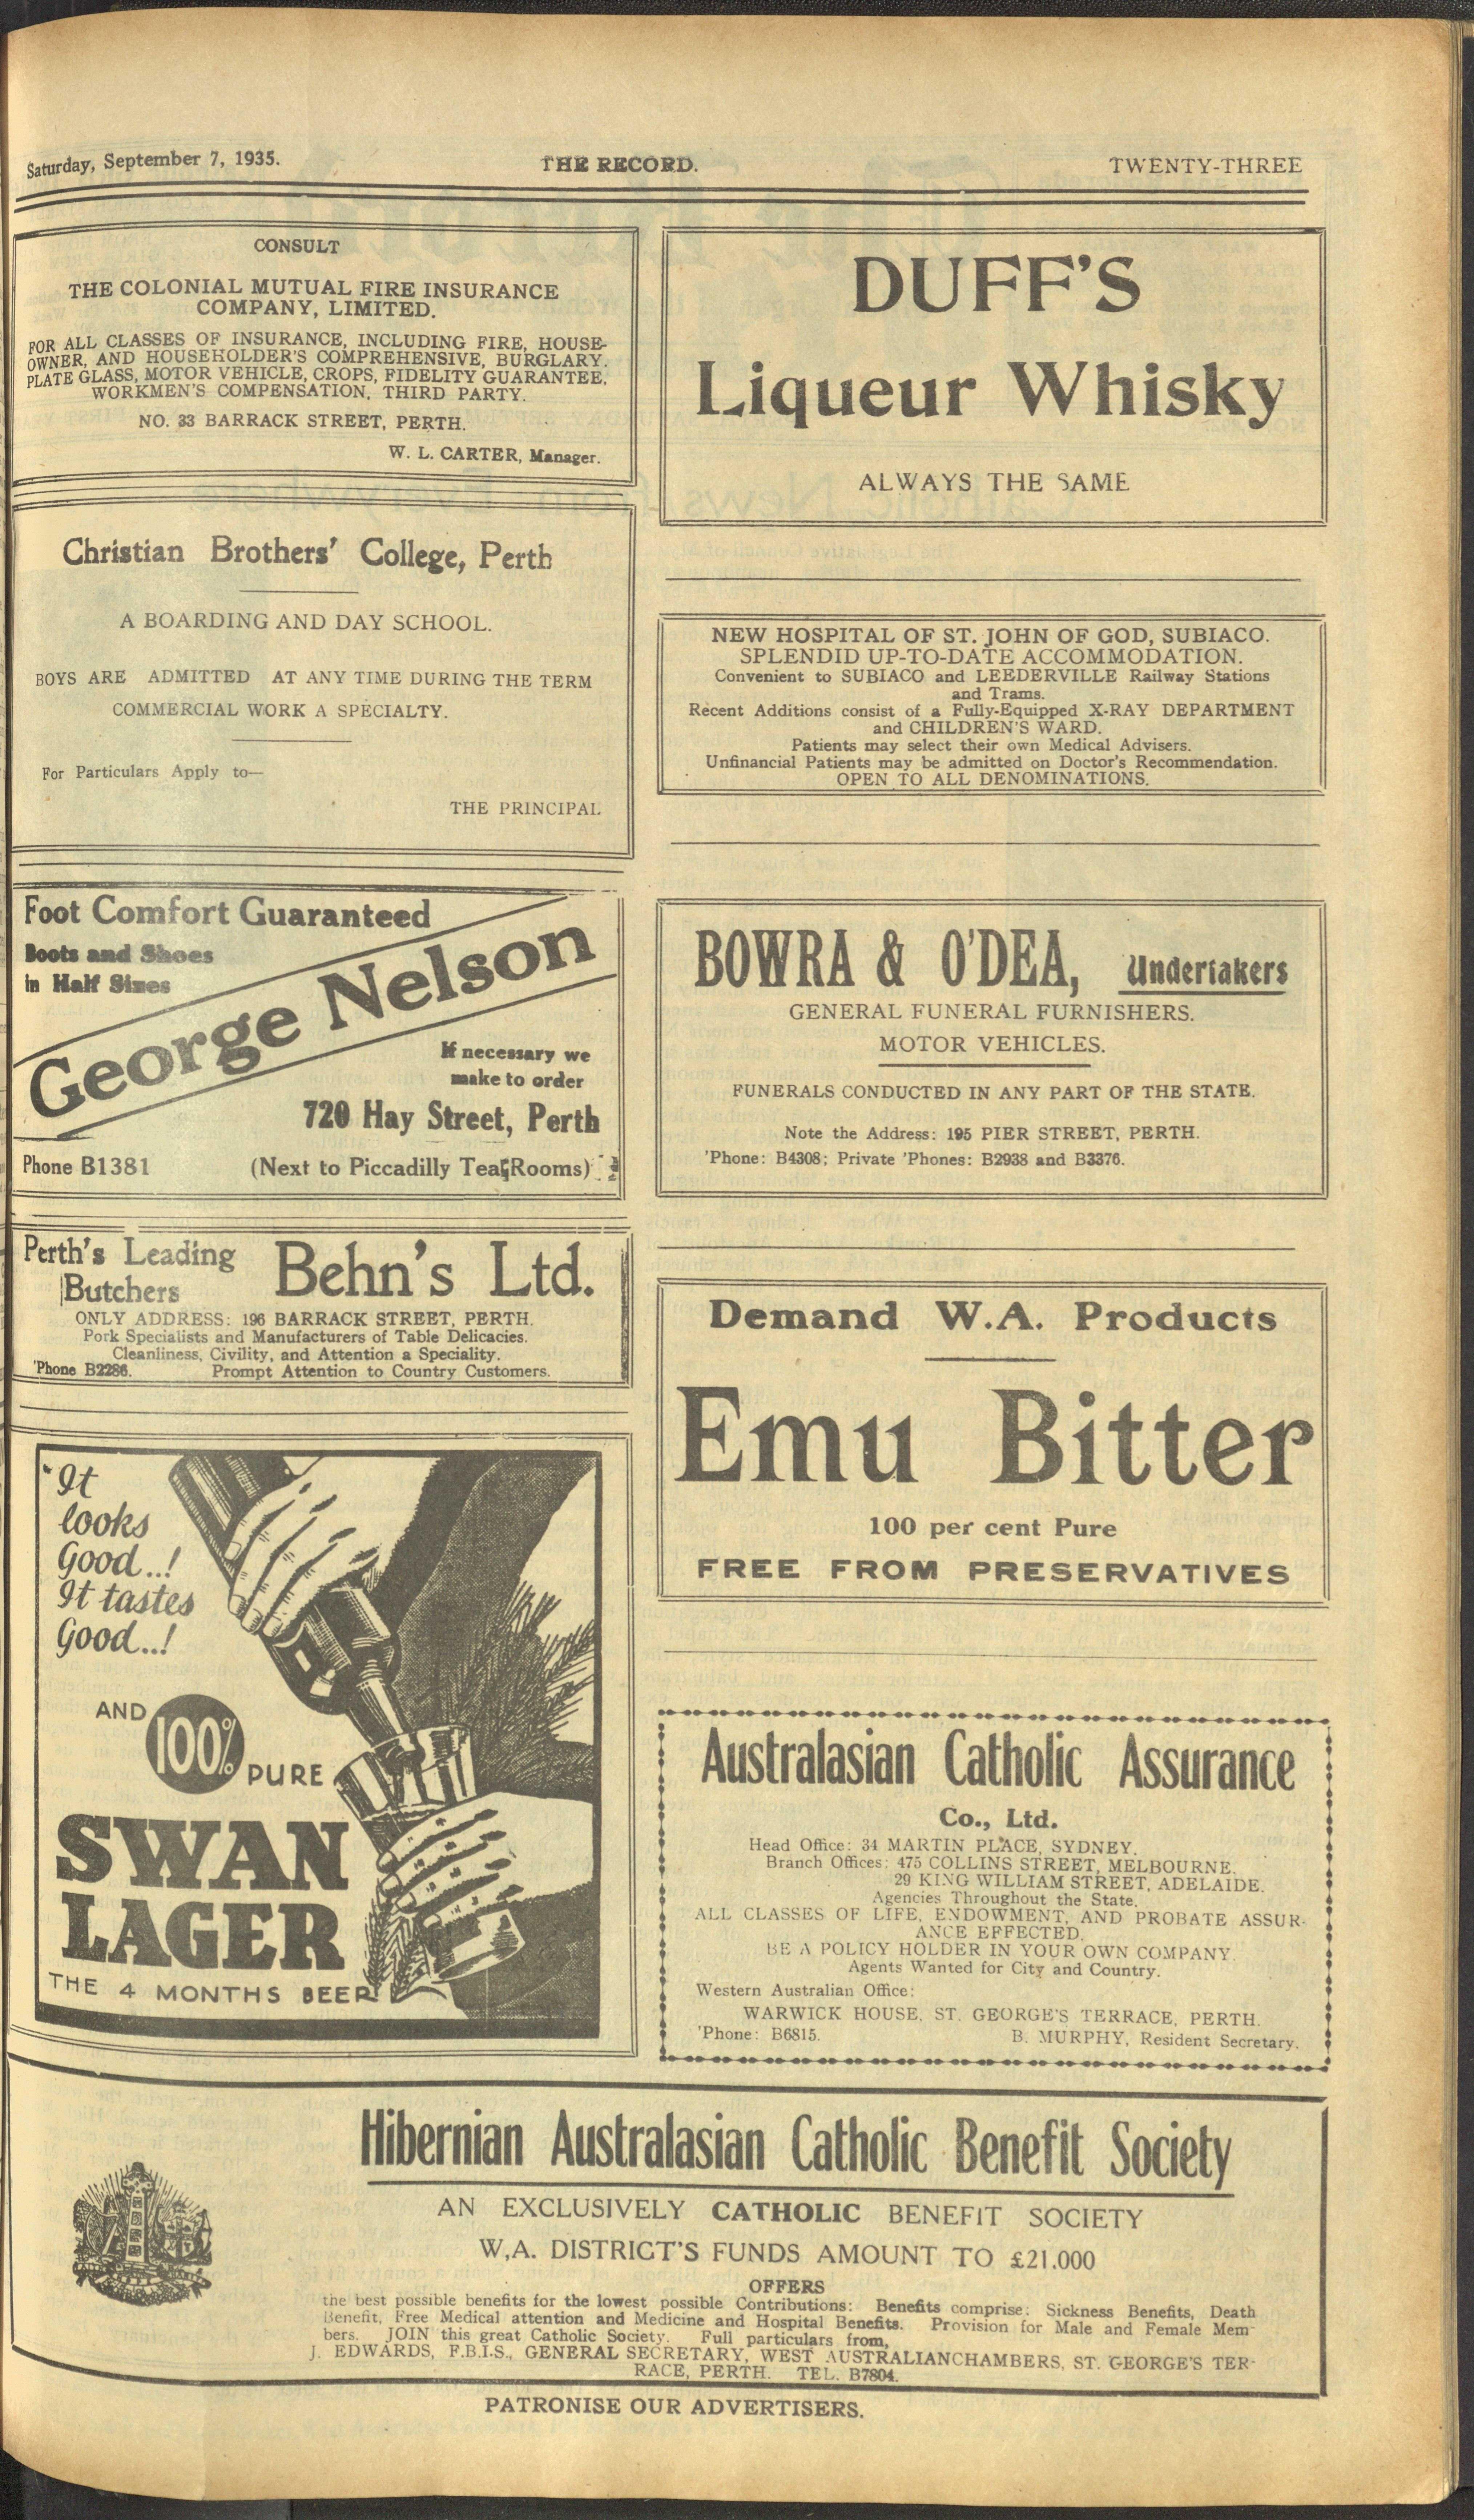 Saturday, September 7, 1935.
THE RECORD.
TWENTY-THREE
CONSULT
THE COLONIAL MUTUAL FIRE INSURANCE
COMPANY, LIMITED.
FOR ALL CLASSES OF INSURANCE, INCLUDING FIRE, HOUSE-
OWNER, AND HOUSEHOLDER'S COMPREHENSIVE, BURGLARY.
PLATE GLASS, MOTOR VEHICLE, CROPS, FIDELITY GUARANTEE,
WORKMEN'S COMPENSATION, THIRD PARTY.
NO. 33 BARRACK STREET, PERTH.
W. L. CARTER, Manager.
Christian Brothers' College, Perth
A BOARDING AND DAY SCHOOL.
BOYS ARE ADMITTED AT ANY TIME DURING THE TERM
COMMERCIAL WORK A SPECIALTY.
For Particulars Apply to—
THE PRINCIPAL
Foot Comfort Guaranteed
Boots and Shoes
in Half Sizes
George Nelson
If necessary we
make to order
720 Hay Street, Perth
Phone B1381 (Next to Piccadilly Tea Rooms)
Perth's Leading
Butchers
Behn's Ltd.
ONLY ADDRESS: 196 BARRACK STREET, PERTH.
Pork Specialists and Manufacturers of Table Delicacies.
Cleanliness, Civility, and Attention a Speciality.
'Phone B2286. Prompt Attention to Country Customers.
"It
looks
Good..!
It tastes
Good..!
AND
100%
PURE
SWAN
LAGER
THE 4 MONTHS BEER
DUFF'S
Liqueur Whisky
ALWAYS THE SAME
NEW HOSPITAL OF ST. JOHN OF GOD, SUBIACO.
SPLENDID UP-TO-DATE ACCOMMODATION.
Convenient to SUBIACO and LEEDERVILLE Railway Stations
and Trams.
Recent Additions consist of a Fully-Equipped X-RAY DEPARTMENT
and CHILDREN'S WARD.
Patients may select their own Medical Advisers.
Unfinancial Patients may be admitted on Doctor's Recommendation.
OPEN TO ALL DENOMINATIONS.
BOWRA & O'DEA, Undertakers
GENERAL FUNERAL FURNISHERS.
MOTOR VEHICLES.
FUNERALS CONDUCTED IN ANY PART OF THE STATE.
Note the Address: 195 PIER STREET, PERTH.
'Phone: B4308; Private 'Phones: B2938 and B3376.
Demand W.A. Products
Emu Bitter
100 per cent Pure
FREE FROM PRESERVATIVES
Australasian Catholic Assurance
Co., Ltd.
Head Office: 34 MARTIN PLACE, SYDNEY.
Branch Offices: 475 COLLINS STREET, MELBOURNE.
29 KING WILLIAM STREET, ADELAIDE.
Agencies Throughout the State.
ALL CLASSES OF LIFE, ENDOWMENT, AND PROBATE ASSUR-
ANCE EFFECTED.
BE A POLICY HOLDER IN YOUR OWN COMPANY.
Agents Wanted for City and Country.
Western Australian Office:
WARWICK HOUSE, ST. GEORGE'S TERRACE, PERTH.
'Phone: B6815. B. MURPHY, Resident Secretary.
Hibernian Australasian Catholic Benefit Society
AN EXCLUSIVELY CATHOLIC BENEFIT SOCIETY
W.A. DISTRICT'S FUNDS AMOUNT TO £21.000
OFFERS
the best possible benefits for the lowest possible Contributions: Benefits comprise: Sickness Benefits, Death
Benefit, Free Medical attention and Medicine and Hospital Benefits. Provision for Male and Female Mem-
bers. JOIN this great Catholic Society. Full particulars from,
J. EDWARDS, F.B.I.S., GENERAL SECRETARY, WEST AUSTRALIANCHAMBERS, ST. GEORGE'S TER-
RACE, PERTH. TEL. B7804.
PATRONISE OUR ADVERTISERS.